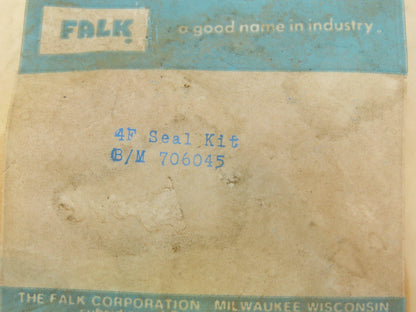 FALK
a good name in industry.
4F Seal Kit
B/M 706045
THE FALK CORPORATION MILWAUKEE WISCONSIN